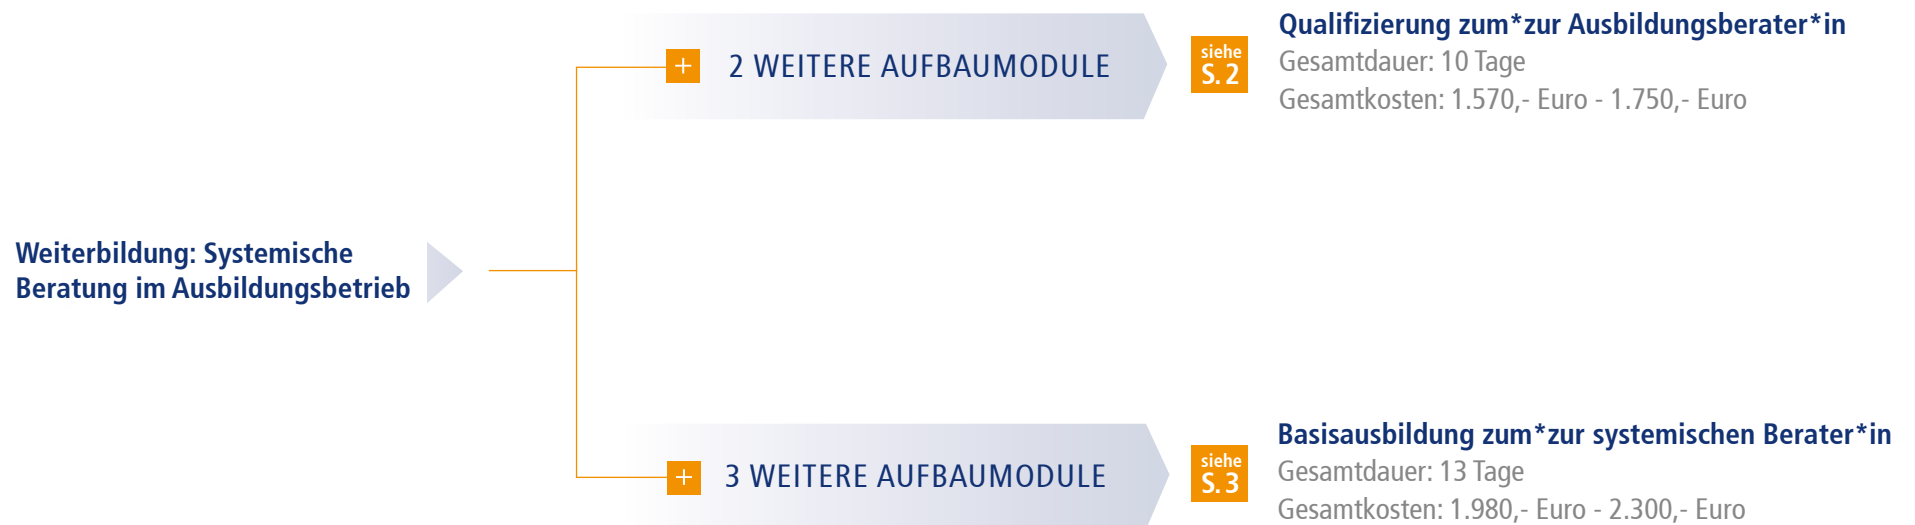 Weiterbildung: Systemische
Beratung im Ausbildungsbetrieb
+ 2 WEITERE AUFBAUMODULE
siehe
S. 2
Qualifizierung zum*zur Ausbildungsberater*in
Gesamtdauer: 10 Tage
Gesamtkosten: 1.570,- Euro - 1.750,- Euro
+ 3 WEITERE AUFBAUMODULE
siehe
S. 3
Basisausbildung zum*zur systemischen Berater*in
Gesamtdauer: 13 Tage
Gesamtkosten: 1.980,- Euro - 2.300,- Euro